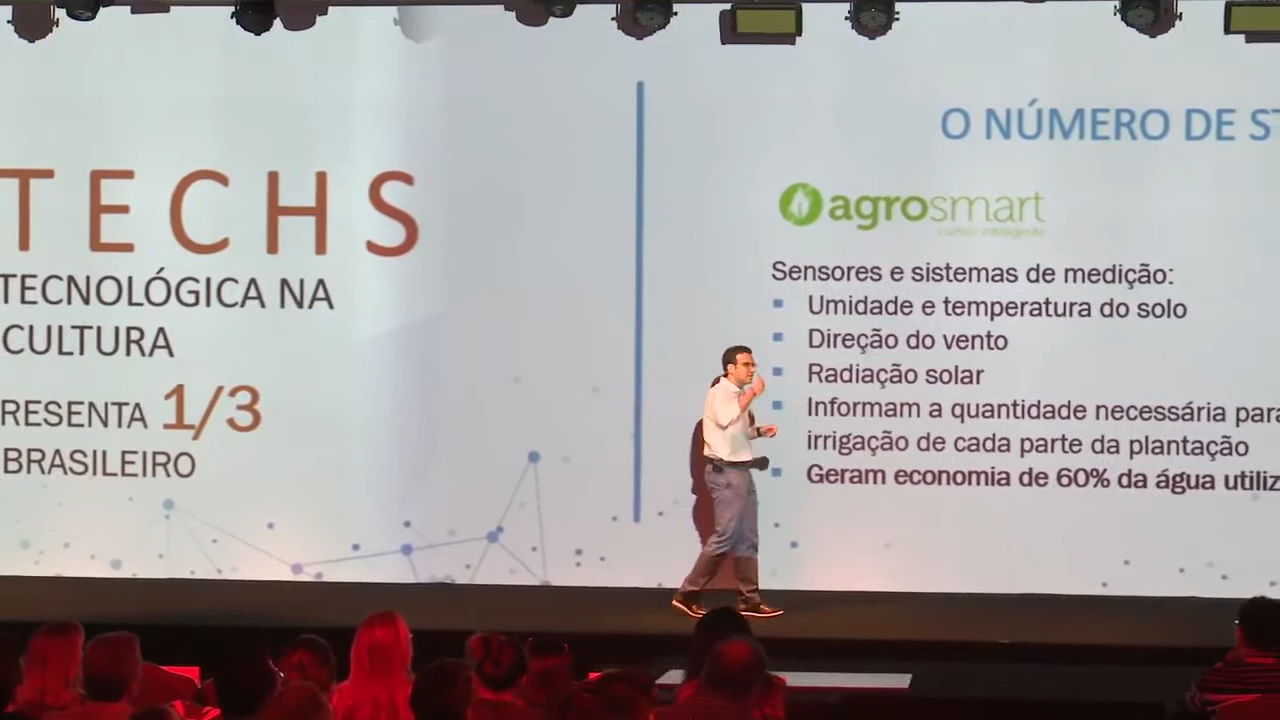 TECHS
TECNOLÓGICA NA
CULTURA
RESENTA 1/3
BRASILEIRO
O NÚMERO DE ST
agrosmart
cultivo inteligente
Sensores e sistemas de medição:
Umidade e temperatura do solo
Direção do vento
Radiação solar
Informam a quantidade necessária para
irrigação de cada parte da plantação
Geram economia de 60% da água utiliz